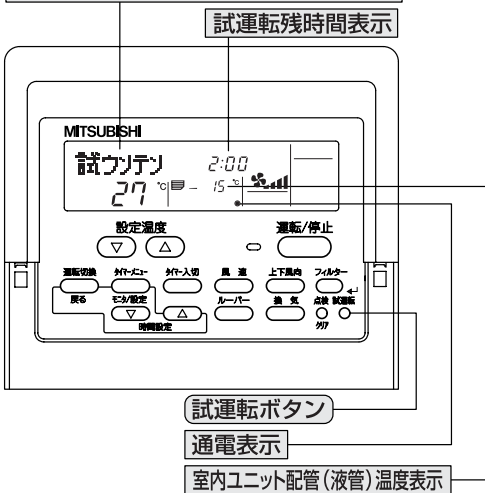 試運転残時間表示
MITSUBISHI
試ウンテン 2:00
27 ℃ – 15 ℃
設定温度 運転/停止
▽ △
運転切換 タイマーメニュー タイマー入切 風 速 上下風向 フィルター
戻る モニタ/設定 ルーパー 換 気 点検 試運転
▽ △
時間設定 クリア
試運転ボタン
通電表示
室内ユニット配管(液管)温度表示